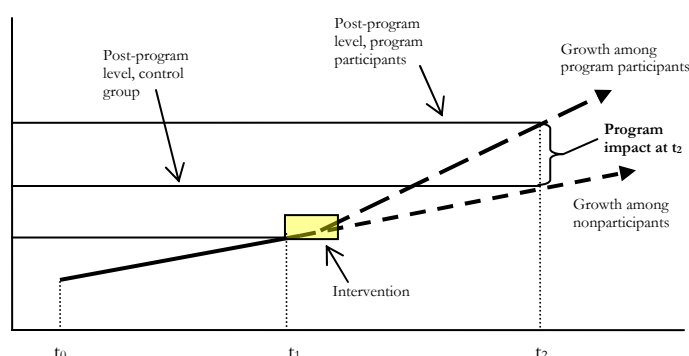 Post-program
level, program
participants
Post-program
level, control
group
Growth among
program participants
Program
impact at t2
Growth among
nonparticipants
Intervention
t0
t1
t2